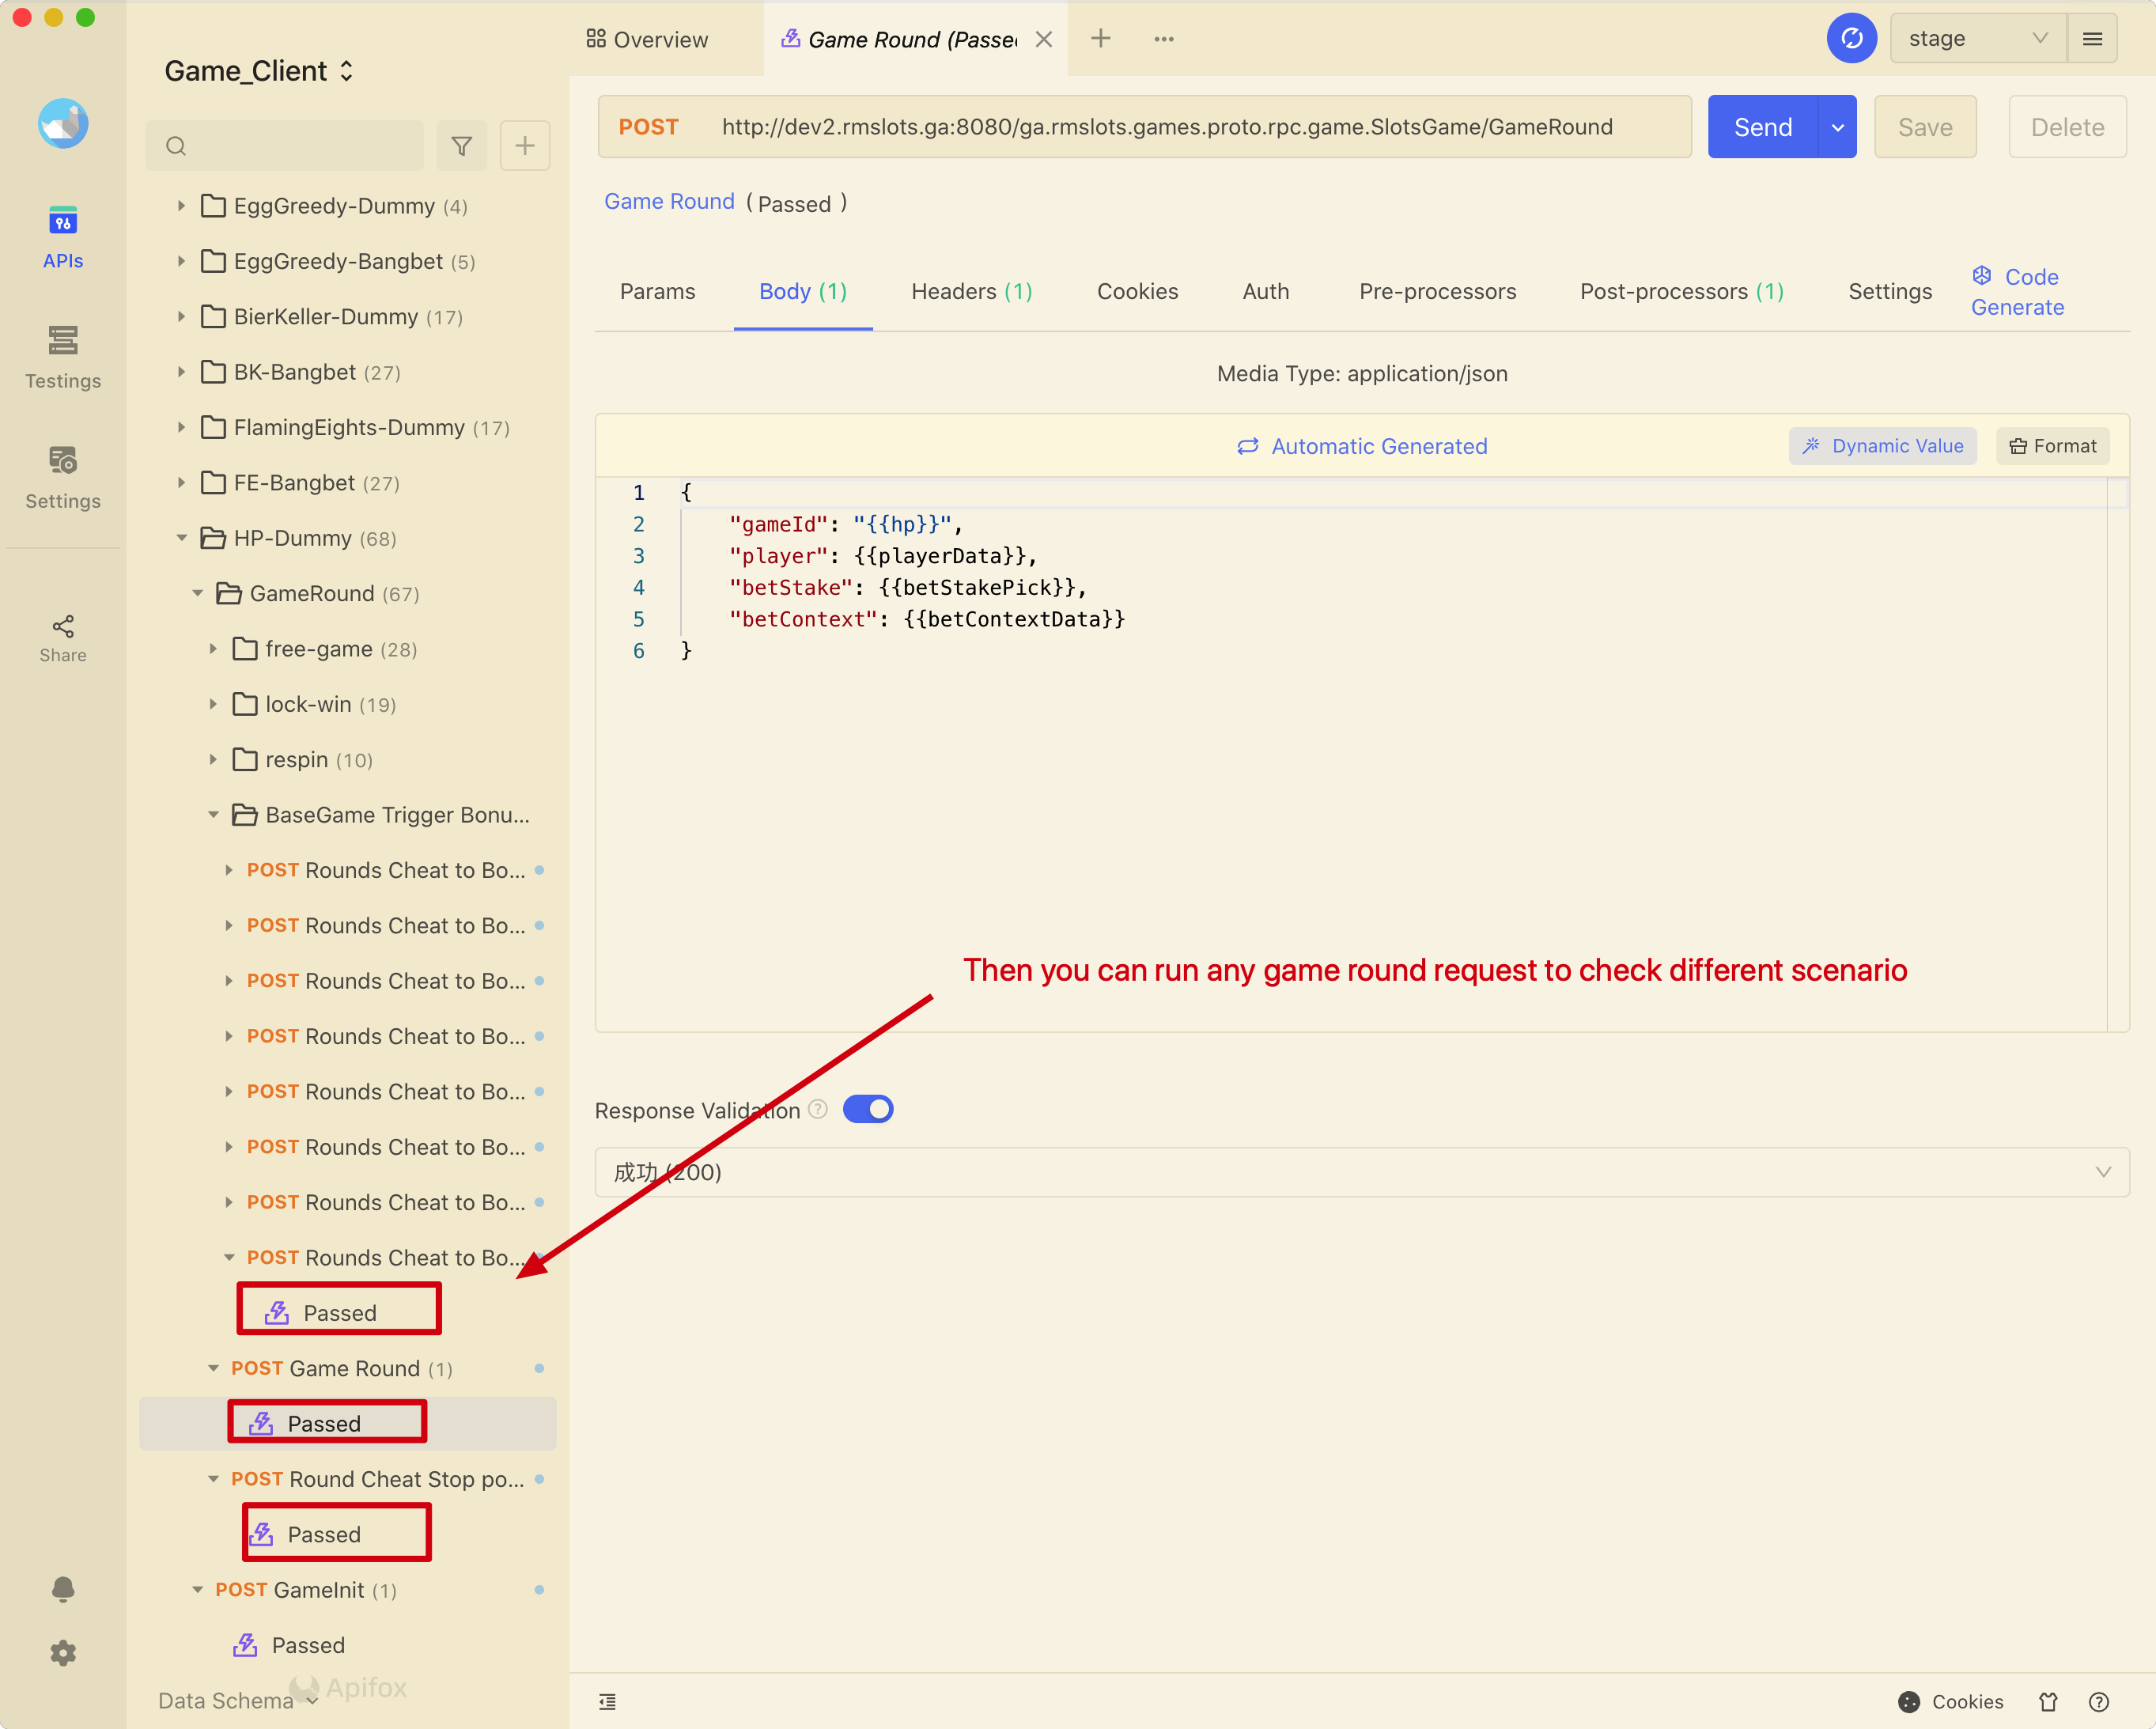 Game_Client
EggGreedy-Dummy (4)
EggGreedy-Bangbet (5)
BierKeller-Dummy (17)
BK-Bangbet (27)
FlamingEights-Dummy (17)
FE-Bangbet (27)
HP-Dummy (68)
GameRound (67)
free-game (28)
lock-win (19)
respin (10)
BaseGame Trigger Bonu...
POST Rounds Cheat to Bo...
POST Rounds Cheat to Bo...
POST Rounds Cheat to Bo...
POST Rounds Cheat to Bo...
POST Rounds Cheat to Bo...
POST Rounds Cheat to Bo...
POST Rounds Cheat to Bo...
POST Rounds Cheat to Bo...
Passed
POST Game Round (1)
Passed
POST Round Cheat Stop po...
Passed
POST GameInit (1)
Passed
Data Schema
Apifox
APIs
Testings
Settings
Share
Overview
Game Round (Passe
stage
POST http://dev2.rmslots.ga:8080/ga.rmslots.games.proto.rpc.game.SlotsGame/GameRound
Send
Save
Delete
Game Round ( Passed )
Params
Body (1)
Headers (1)
Cookies
Auth
Pre-processors
Post-processors (1)
Settings
Code
Generate
Media Type: application/json
Automatic Generated
Dynamic Value
Format
1 {
2 "gameId": "{{hp}}",
3 "player": {{playerData}},
4 "betStake": {{betStakePick}},
5 "betContext": {{betContextData}}
6 }
Then you can run any game round request to check different scenario
Response Validation
成功 (200)
Cookies